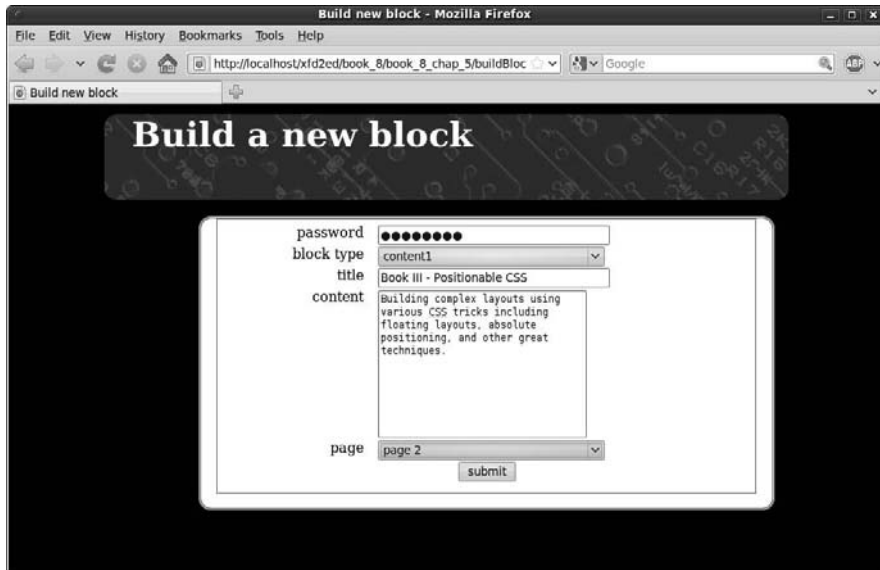 Build new block - Mozilla Firefox
File Edit View History Bookmarks Tools Help
http://localhost/xfd2ed/book_8/book_8_chap_5/buildBloc Google ABP
Build new block
Build a new block
password ●●●●●●●●
block type content1
title Book III - Positionable CSS
content Building complex layouts using
various CSS tricks including
floating layouts, absolute
positioning, and other great
techniques.
page page 2
submit